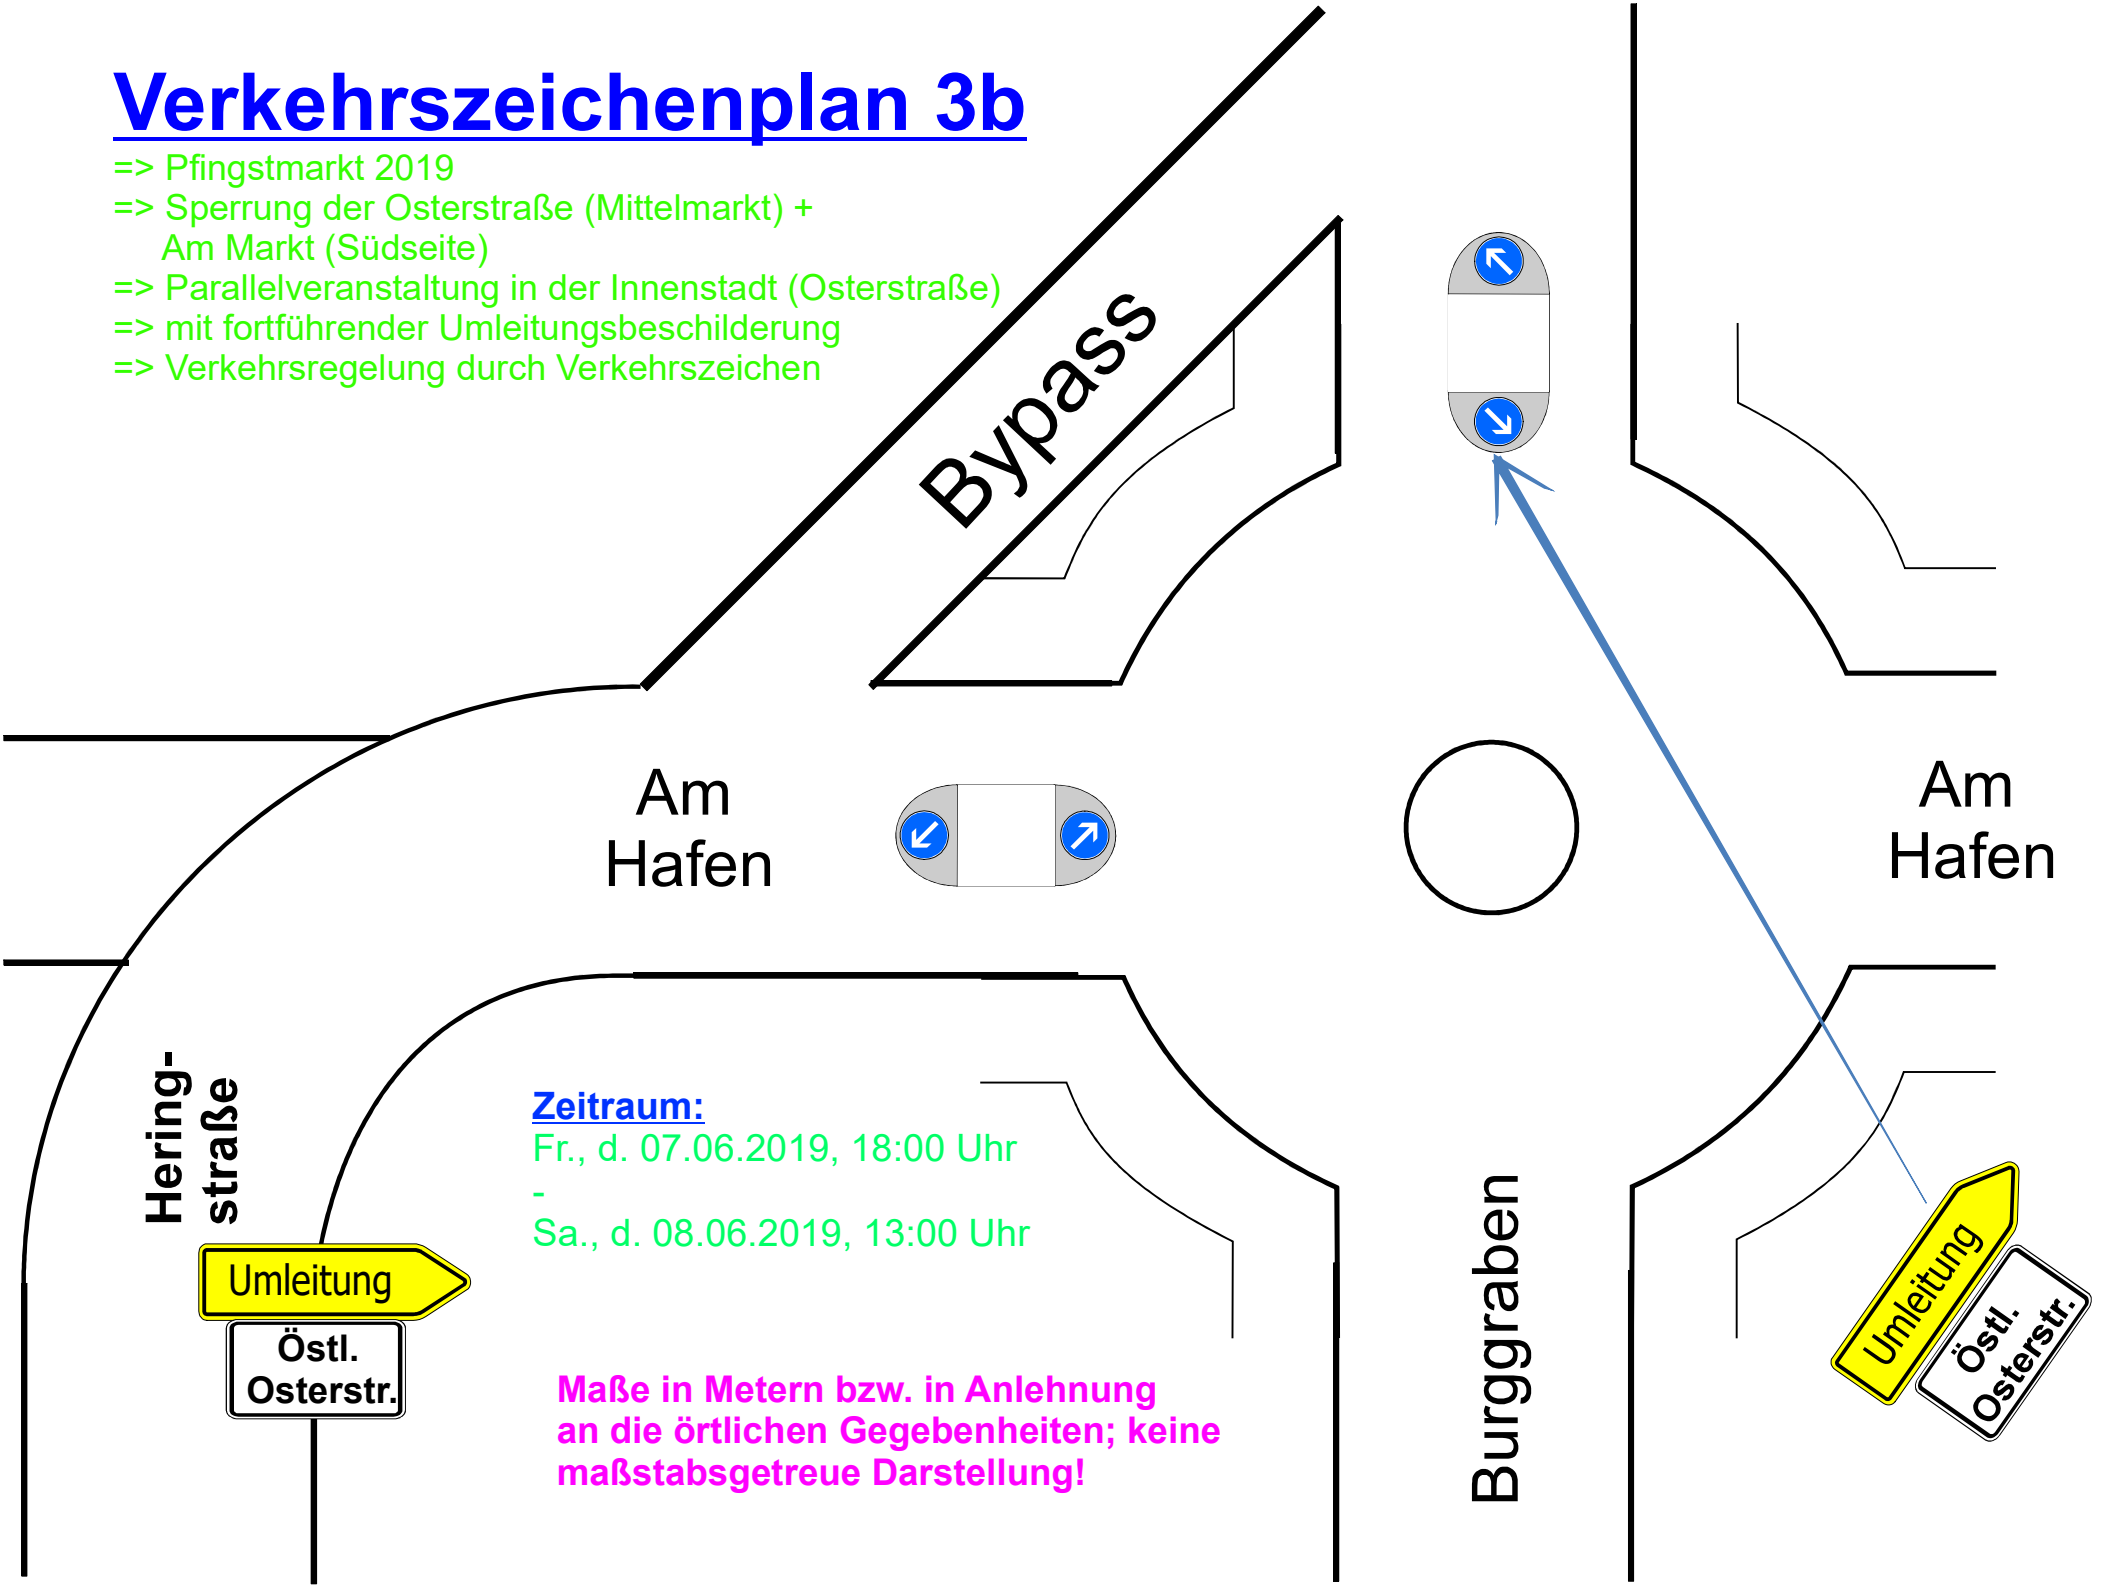 Verkehrszeichenplan 3b
=> Pfingstmarkt 2019
=> Sperrung der Osterstraße (Mittelmarkt) +
Am Markt (Südseite)
=> Parallelveranstaltung in der Innenstadt (Osterstraße)
=> mit fortführender Umleitungsbeschilderung
=> Verkehrsregelung durch Verkehrszeichen
Bypass
Am
Hafen
Am
Hafen
Hering-
straße
Zeitraum:
Fr., d. 07.06.2019, 18:00 Uhr
-
Sa., d. 08.06.2019, 13:00 Uhr
Umleitung
Östl.
Osterstr.
Maße in Metern bzw. in Anlehnung
an die örtlichen Gegebenheiten; keine
maßstabsgetreue Darstellung!
Burggraben
Umleitung
Östl.
Osterstr.